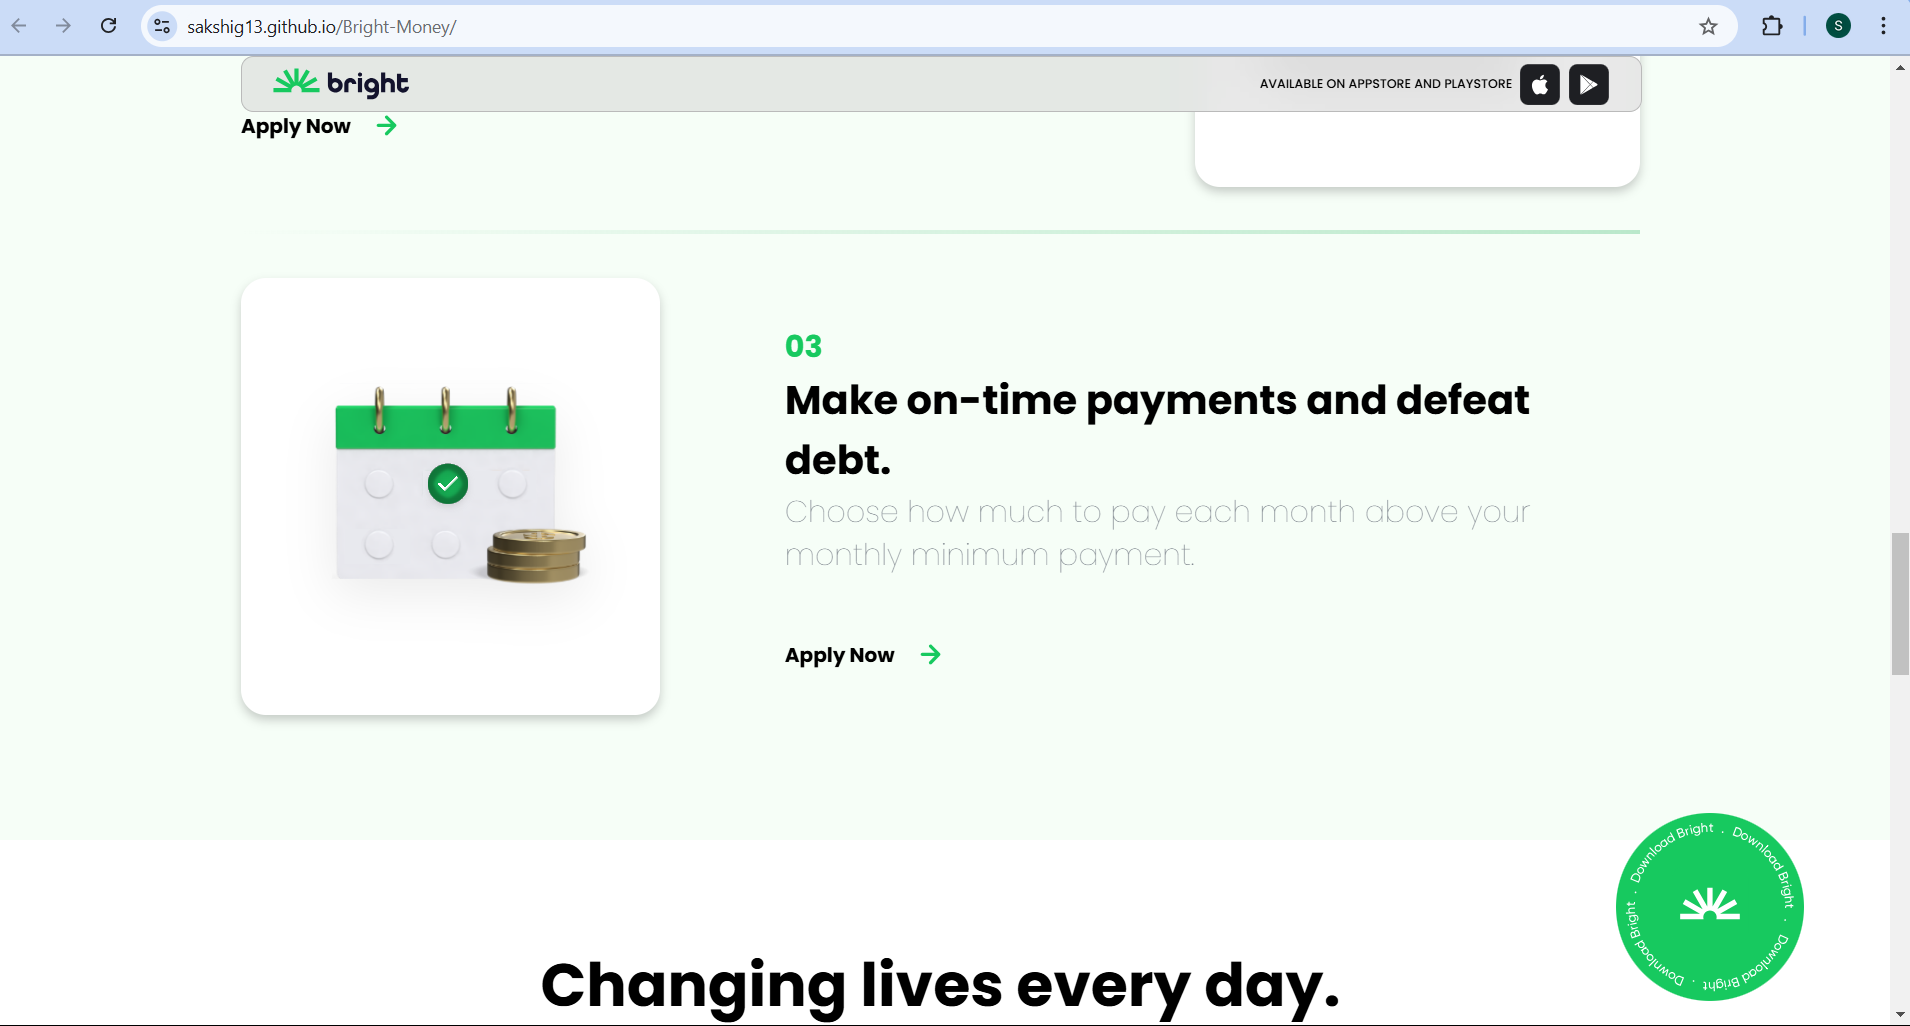 sakshig13.github.io/Bright-Money/
S
bright
AVAILABLE ON APPSTORE AND PLAYSTORE
Apply Now
03
Make on-time payments and defeat
debt.
Choose how much to pay each month above your
monthly minimum payment.
Apply Now
Download Bright . Download Bright . Download Bright . Download Bright .
Changing lives every day.